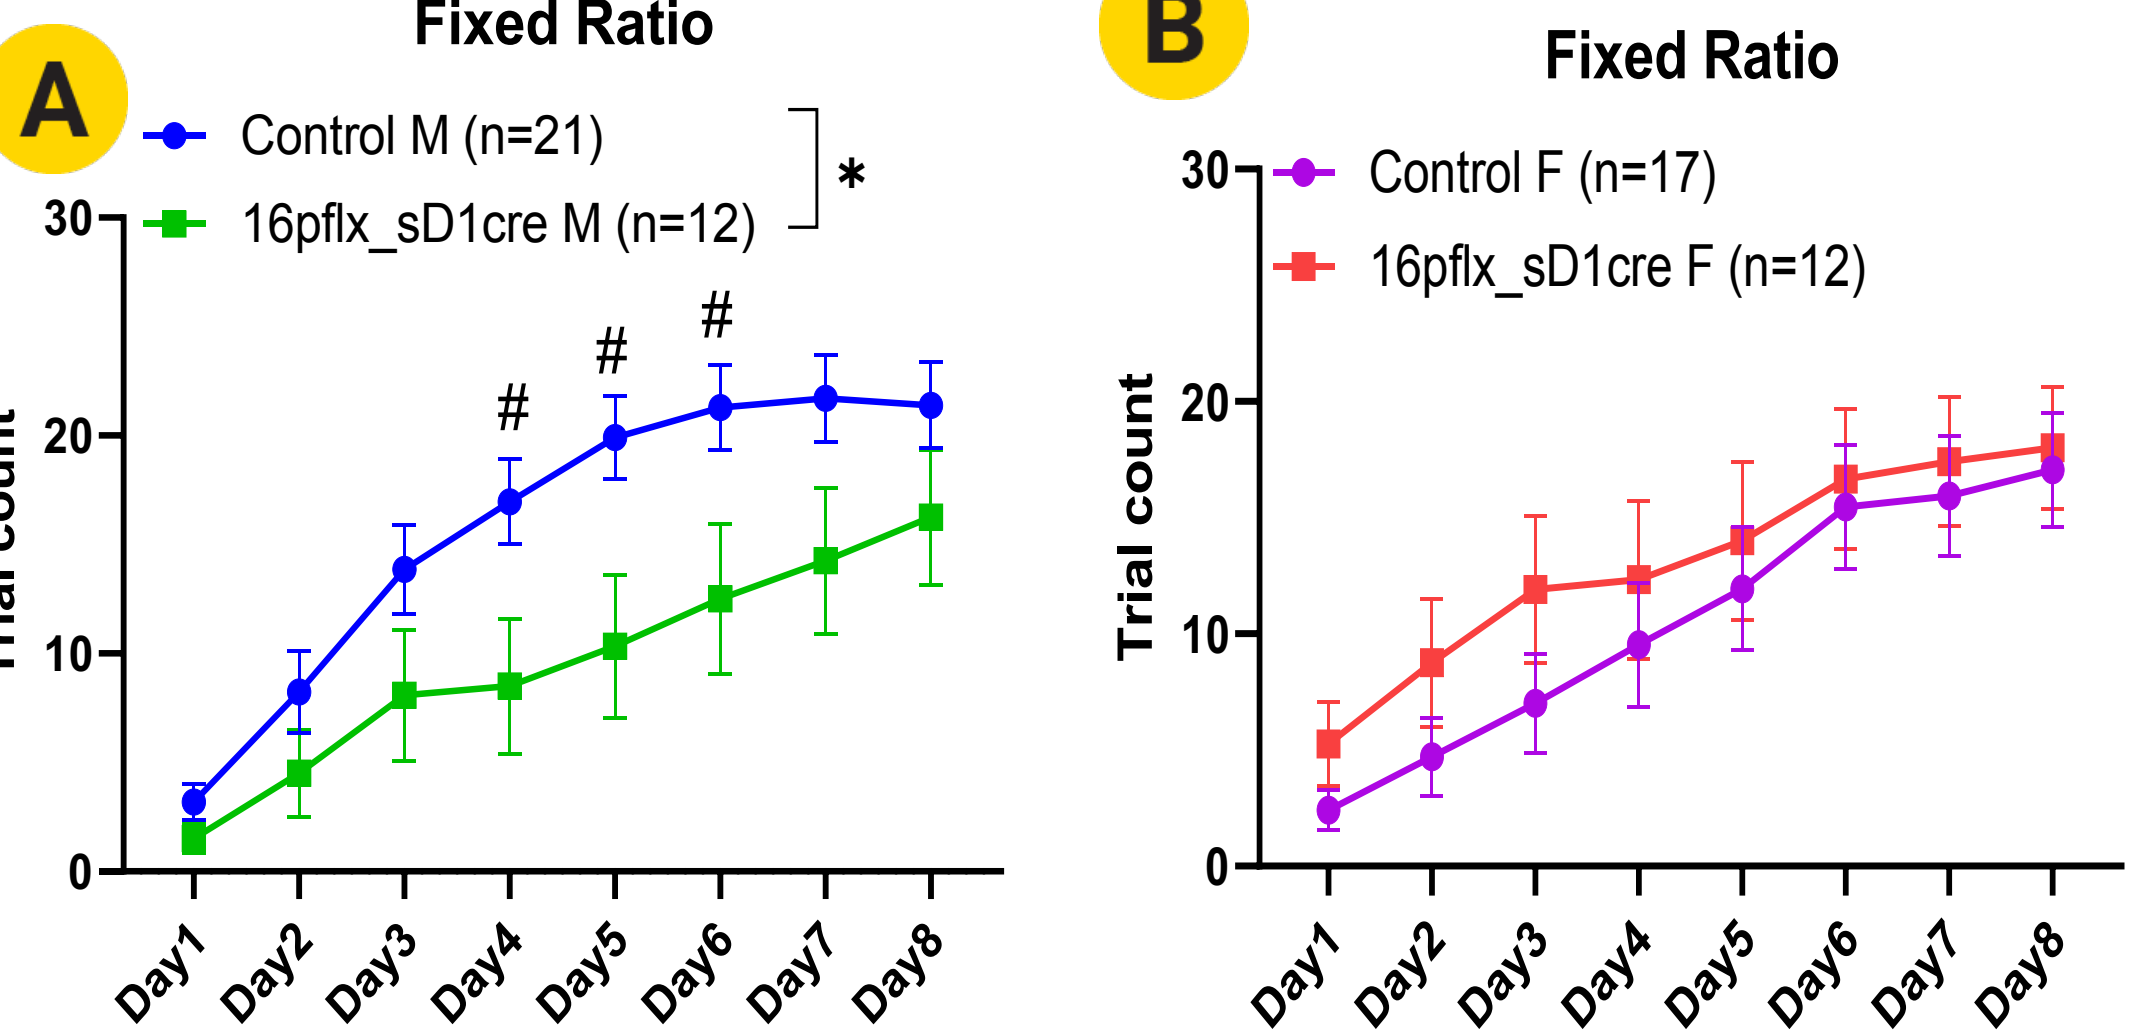 A
Fixed Ratio
Control M (n=21)
16pflx_sD1cre M (n=12)
*
30
20
10
0
#
#
#
Trial count
Day1
Day2
Day3
Day4
Day5
Day6
Day7
Day8
B
Fixed Ratio
Control F (n=17)
16pflx_sD1cre F (n=12)
30
20
10
0
Trial count
Day1
Day2
Day3
Day4
Day5
Day6
Day7
Day8